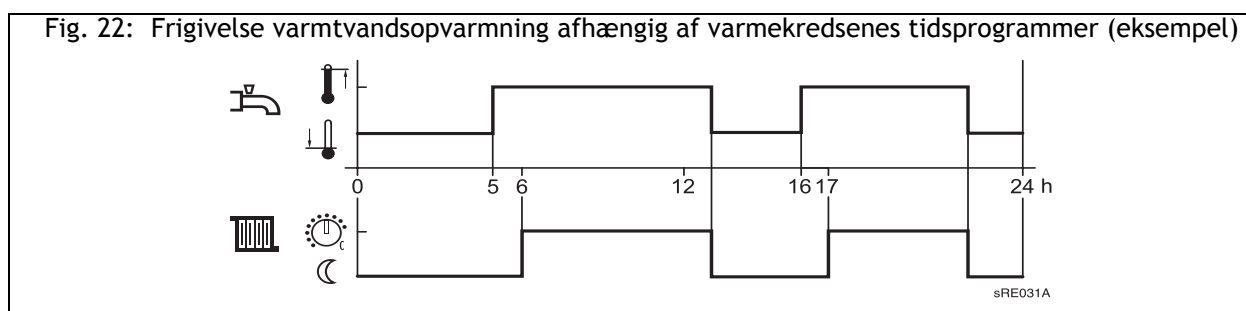 Fig. 22: Frigivelse varmtvandsopvarmning afhængig af varmekredsenes tidsprogrammer (eksempel)
0 5 6 12 16 17 24 h
C
sRE031A